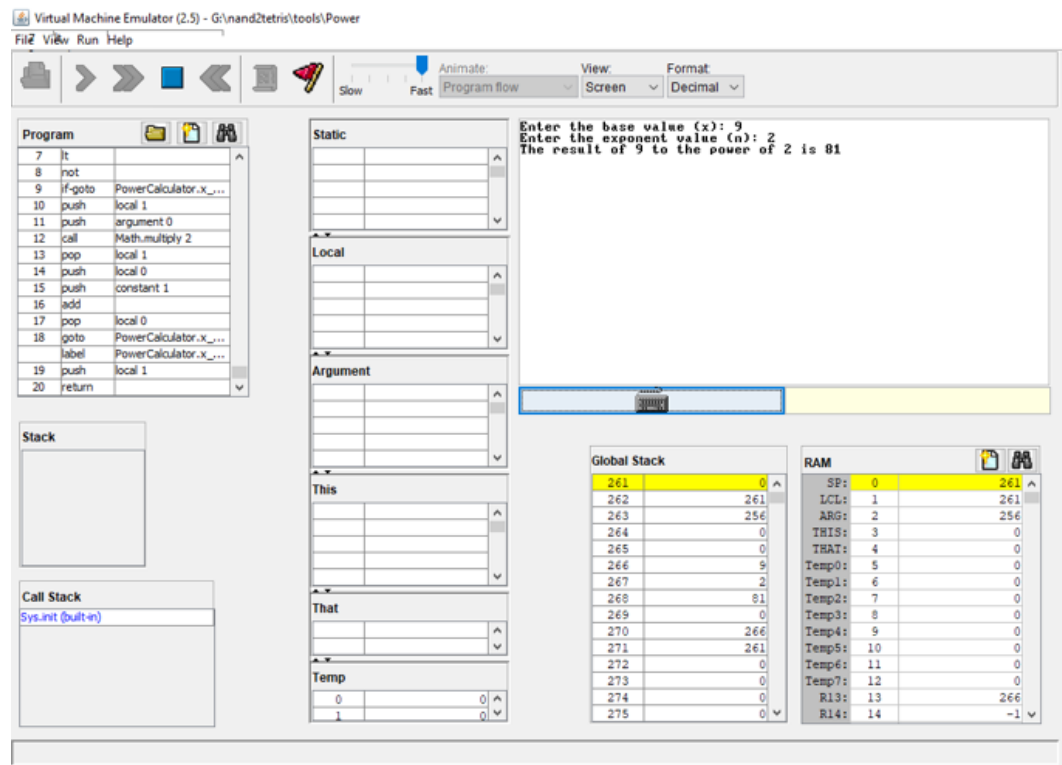 Virtual Machine Emulator (2.5) - G:\nand2tetris\tools\Power
File View Run Help
Slow Fast
Animate: View: Format:
Program flow Screen Decimal
Program
7 lt
8 not
9 if-goto PowerCalculator.x_...
10 push local 1
11 push argument 0
12 call Math.multiply 2
13 pop local 1
14 push local 0
15 push constant 1
16 add
17 pop local 0
18 goto PowerCalculator.x_...
label PowerCalculator.x_...
19 push local 1
20 return
Stack
Call Stack
Sys.init (built-in)
Static
Local
Argument
This
That
Temp
0 0
1 0
Enter the base value (x): 9
Enter the exponent value (n): 2
The result of 9 to the power of 2 is 81
Global Stack
261 0
262 261
263 256
264 0
265 0
266 9
267 2
268 81
269 0
270 266
271 261
272 0
273 0
274 0
275 0
RAM
SP: 0 261
LCL: 1 261
ARG: 2 256
THIS: 3 0
THAT: 4 0
Temp0: 5 0
Temp1: 6 0
Temp2: 7 0
Temp3: 8 0
Temp4: 9 0
Temp5: 10 0
Temp6: 11 0
Temp7: 12 0
R13: 13 266
R14: 14 -1